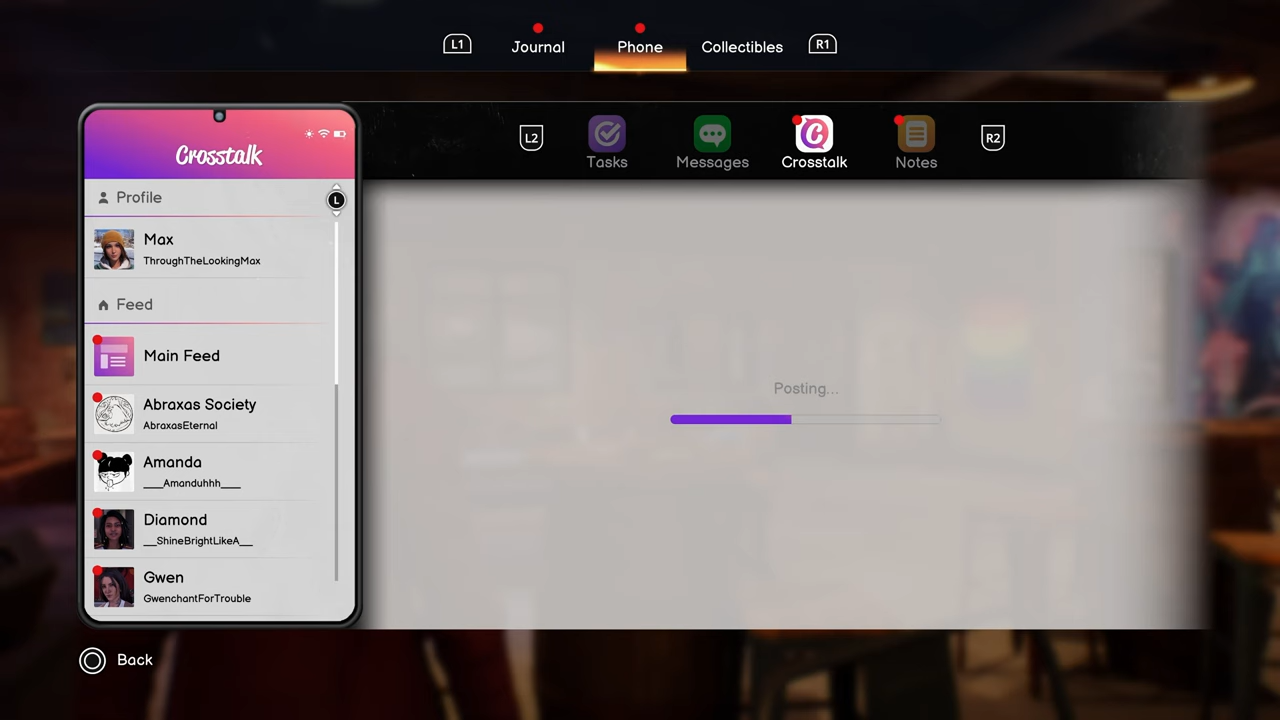 L1 Journal Phone Collectibles R1
Crosstalk
L2 Tasks Messages Crosstalk Notes R2
Profile
L
Max
ThroughTheLookingMax
Feed
Main Feed
Abraxas Society
AbraxasEternal
Amanda
____Amanduhhh____
Diamond
__ShineBrightLikeA__
Gwen
GwenchantForTrouble
Posting...
Back